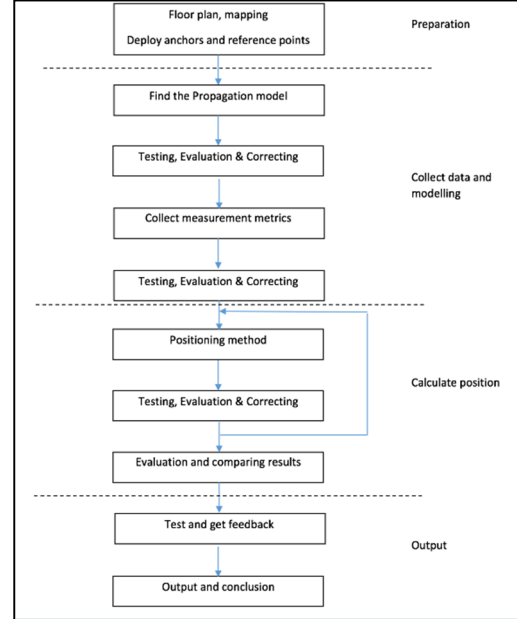 Floor plan, mapping
Deploy anchors and reference points
Preparation
Find the Propagation model
Testing, Evaluation & Correcting
Collect data and
modelling
Collect measurement metrics
Testing, Evaluation & Correcting
Positioning method
Calculate position
Testing, Evaluation & Correcting
Evaluation and comparing results
Test and get feedback
Output
Output and conclusion